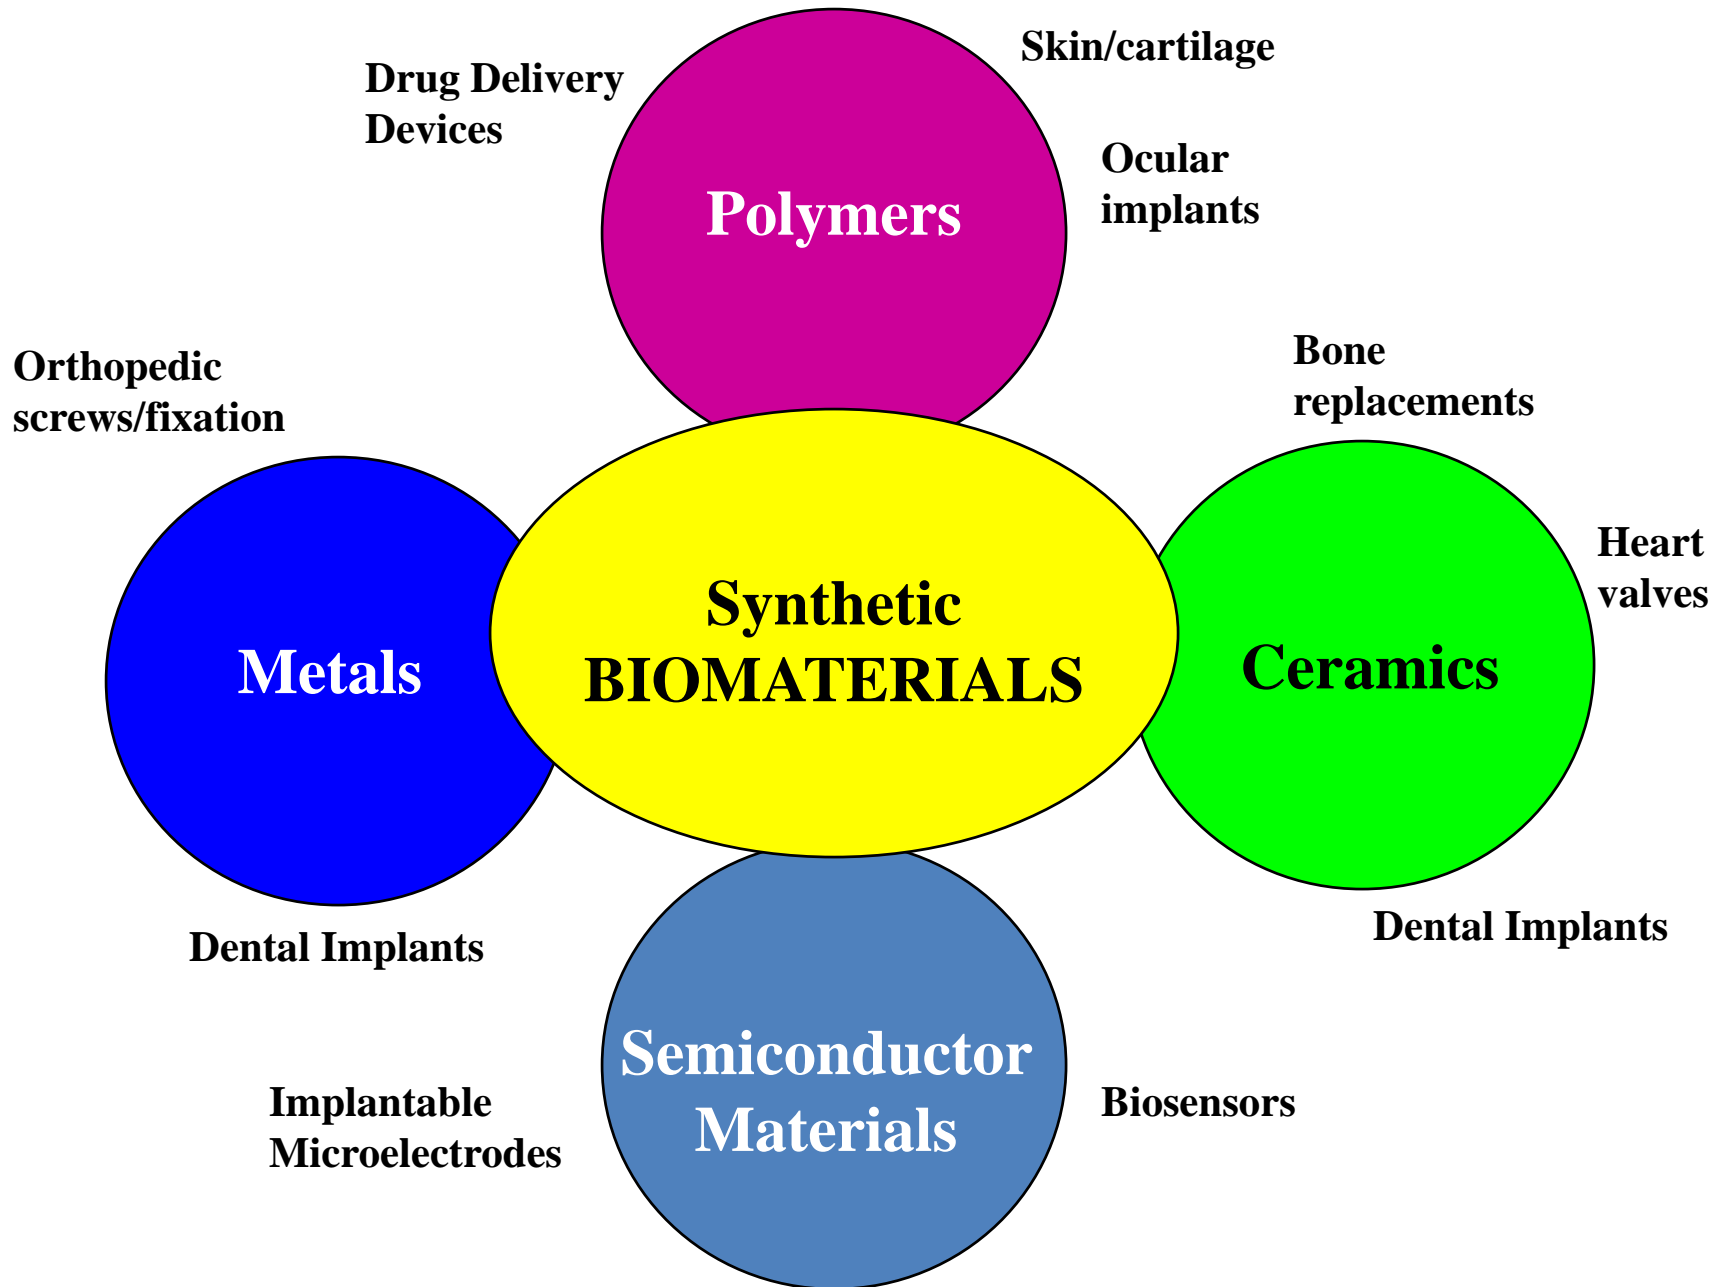 Skin/cartilage
Drug Delivery
Devices
Ocular
implants
Polymers
Orthopedic
screws/fixation
Bone
replacements
Heart
valves
Synthetic
BIOMATERIALS
Metals
Ceramics
Dental Implants
Dental Implants
Semiconductor
Materials
Implantable
Microelectrodes
Biosensors